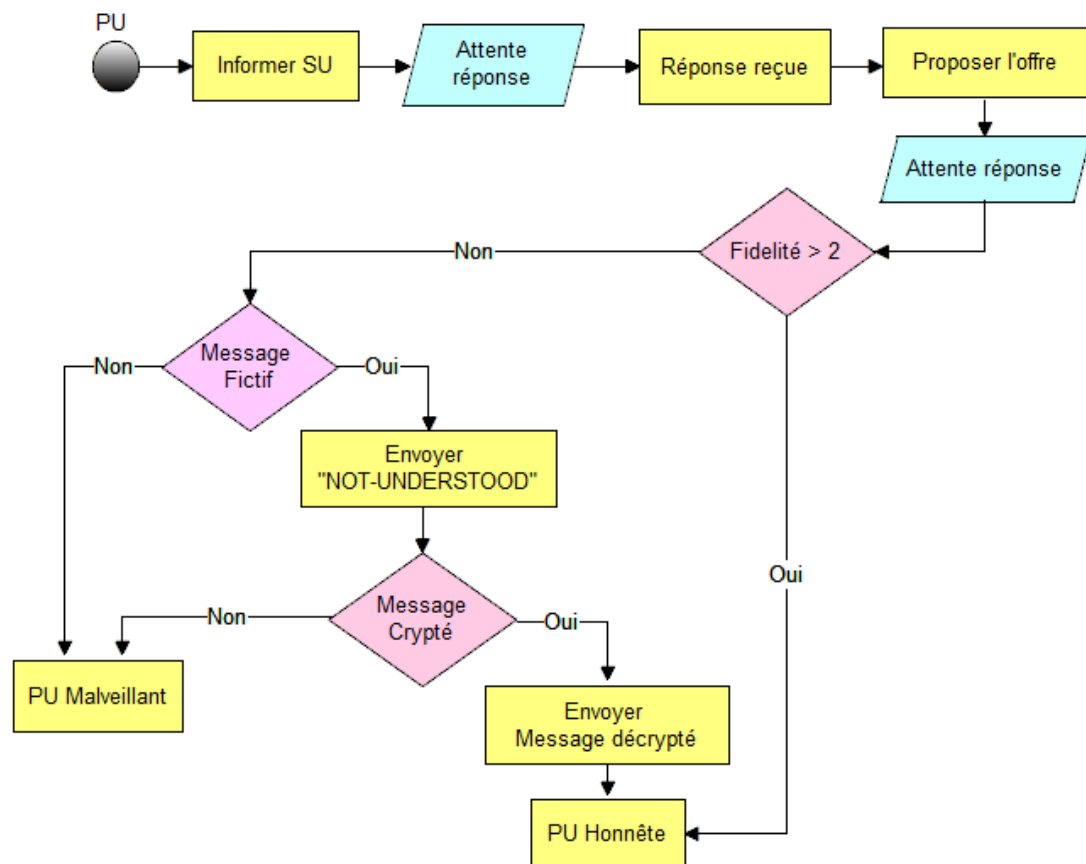 PU
Informer SU
Attente
réponse
Réponse reçue
Proposer l'offre
Attente réponse
Fidelité > 2
Non
Message
Fictif
Non
Oui
Envoyer
"NOT-UNDERSTOOD"
Oui
Message
Crypté
Non
Oui
PU Malveillant
Envoyer
Message décrypté
PU Honnête